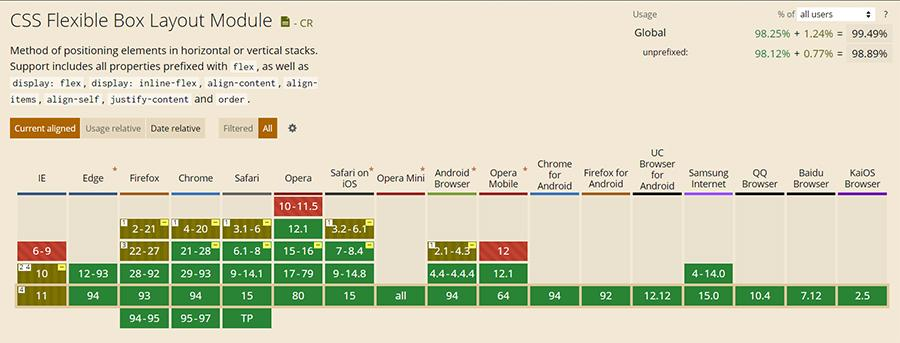 CSS Flexible Box Layout Module - CR
Usage % of all users ?
Global 98.25% + 1.24% = 99.49%
unprefixed: 98.12% + 0.77% = 98.89%
Method of positioning elements in horizontal or vertical stacks.
Support includes all properties prefixed with flex, as well as
display: flex, display: inline-flex, align-content, align-
items, align-self, justify-content and order.
Current aligned Usage relative Date relative Filtered All
IE Edge * Firefox Chrome Safari Opera Safari on iOS * Opera Mini * Android Browser * Opera Mobile * Chrome for Android Firefox for Android UC Browser for Android Samsung Internet QQ Browser Baidu Browser KaiOS Browser
10-11.5
1 2-21 1 4-20 1 3.1-6 12.1 1 3.2-6.1
6-9 3 22-27 21-28 6.1-8 15-16 7-8.4 1 2.1-4.3 12
2 4 10 12-93 28-92 29-93 9-14.1 17-79 9-14.8 4.4-4.4.4 12.1 4-14.0
4 11 94 93 94 15 80 15 all 94 64 94 92 12.12 15.0 10.4 7.12 2.5
94-95 95-97 TP